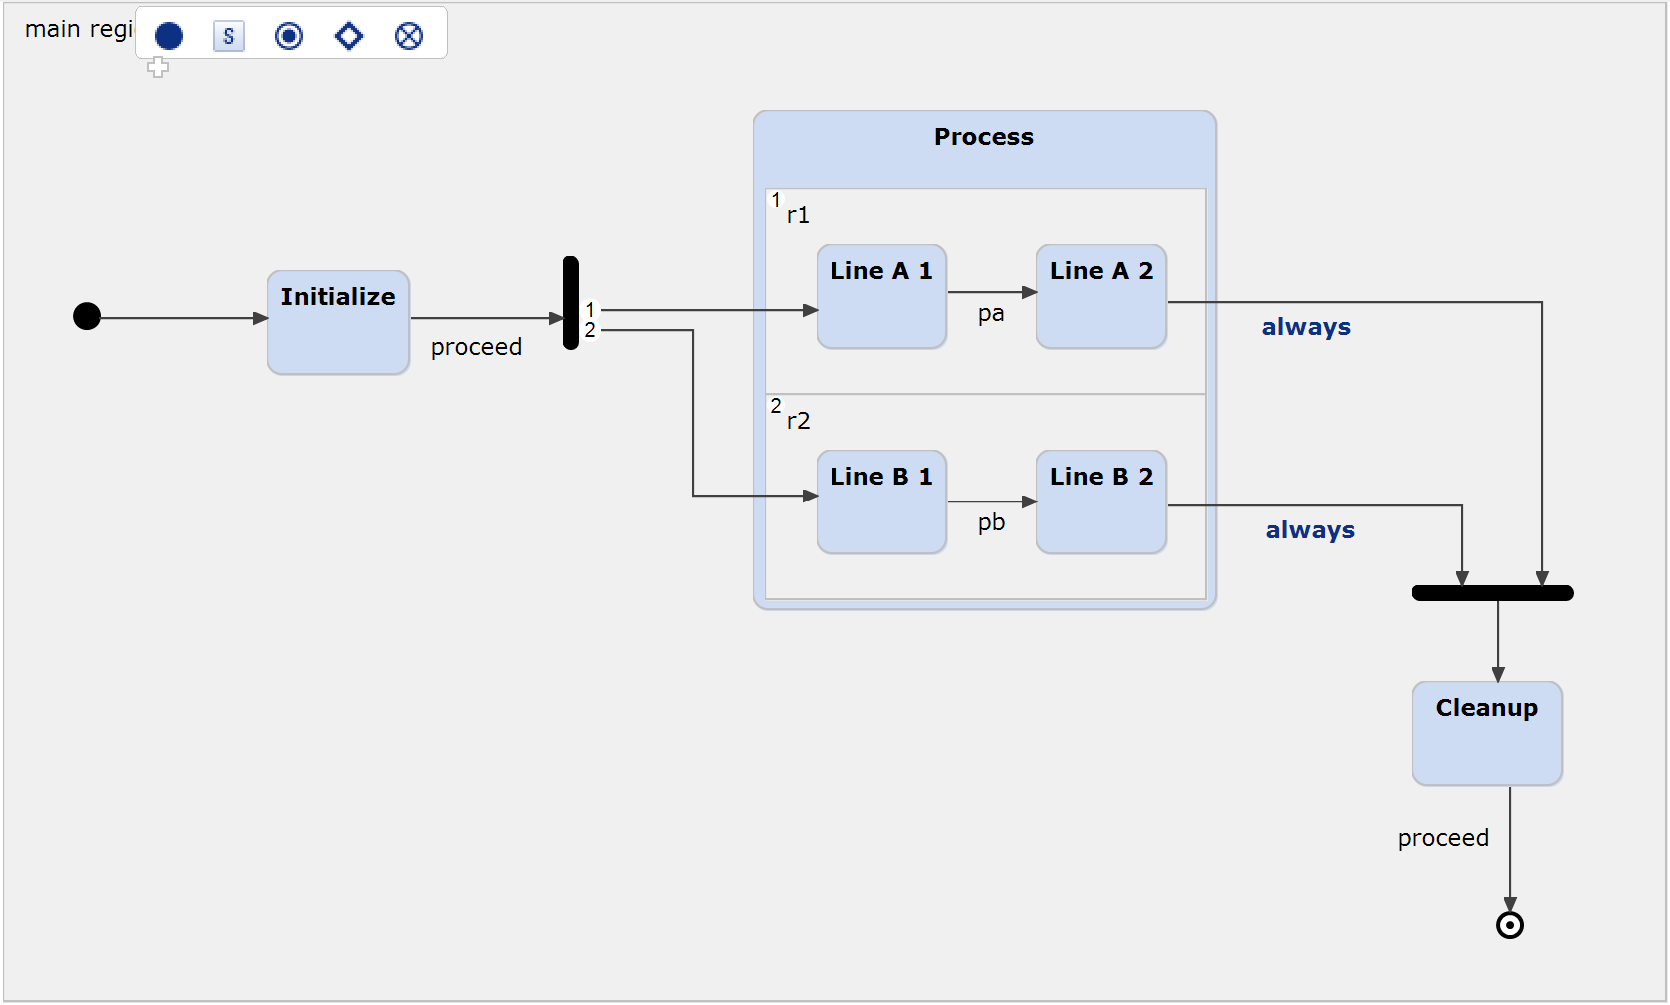 main regi
S
Process
1
r1
Line A 1
Line A 2
Initialize
1
2
pa
always
proceed
2
r2
Line B 1
Line B 2
pb
always
Cleanup
proceed